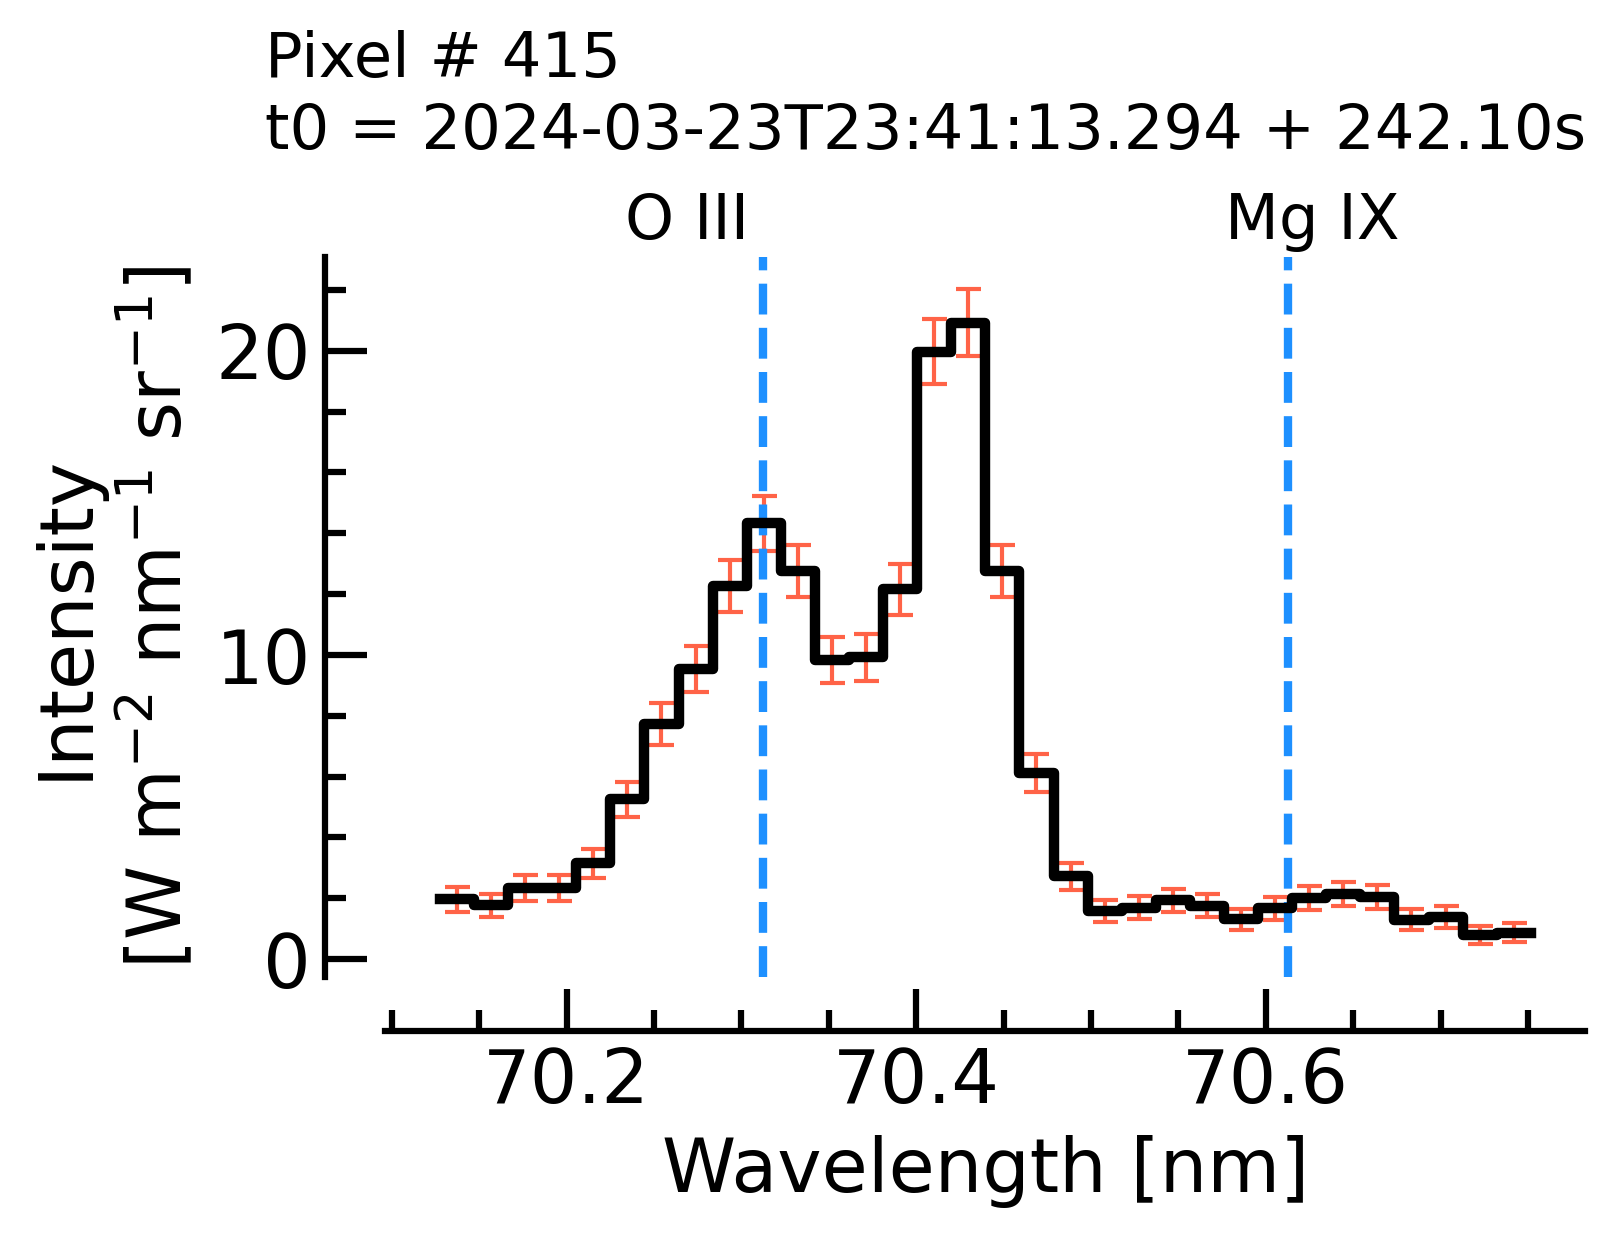 Pixel # 415
t0 = 2024-03-23T23:41:13.294 + 242.10s
O III Mg IX
Intensity
[W m⁻² nm⁻¹ sr⁻¹]
20
10
0
70.2 70.4 70.6
Wavelength [nm]